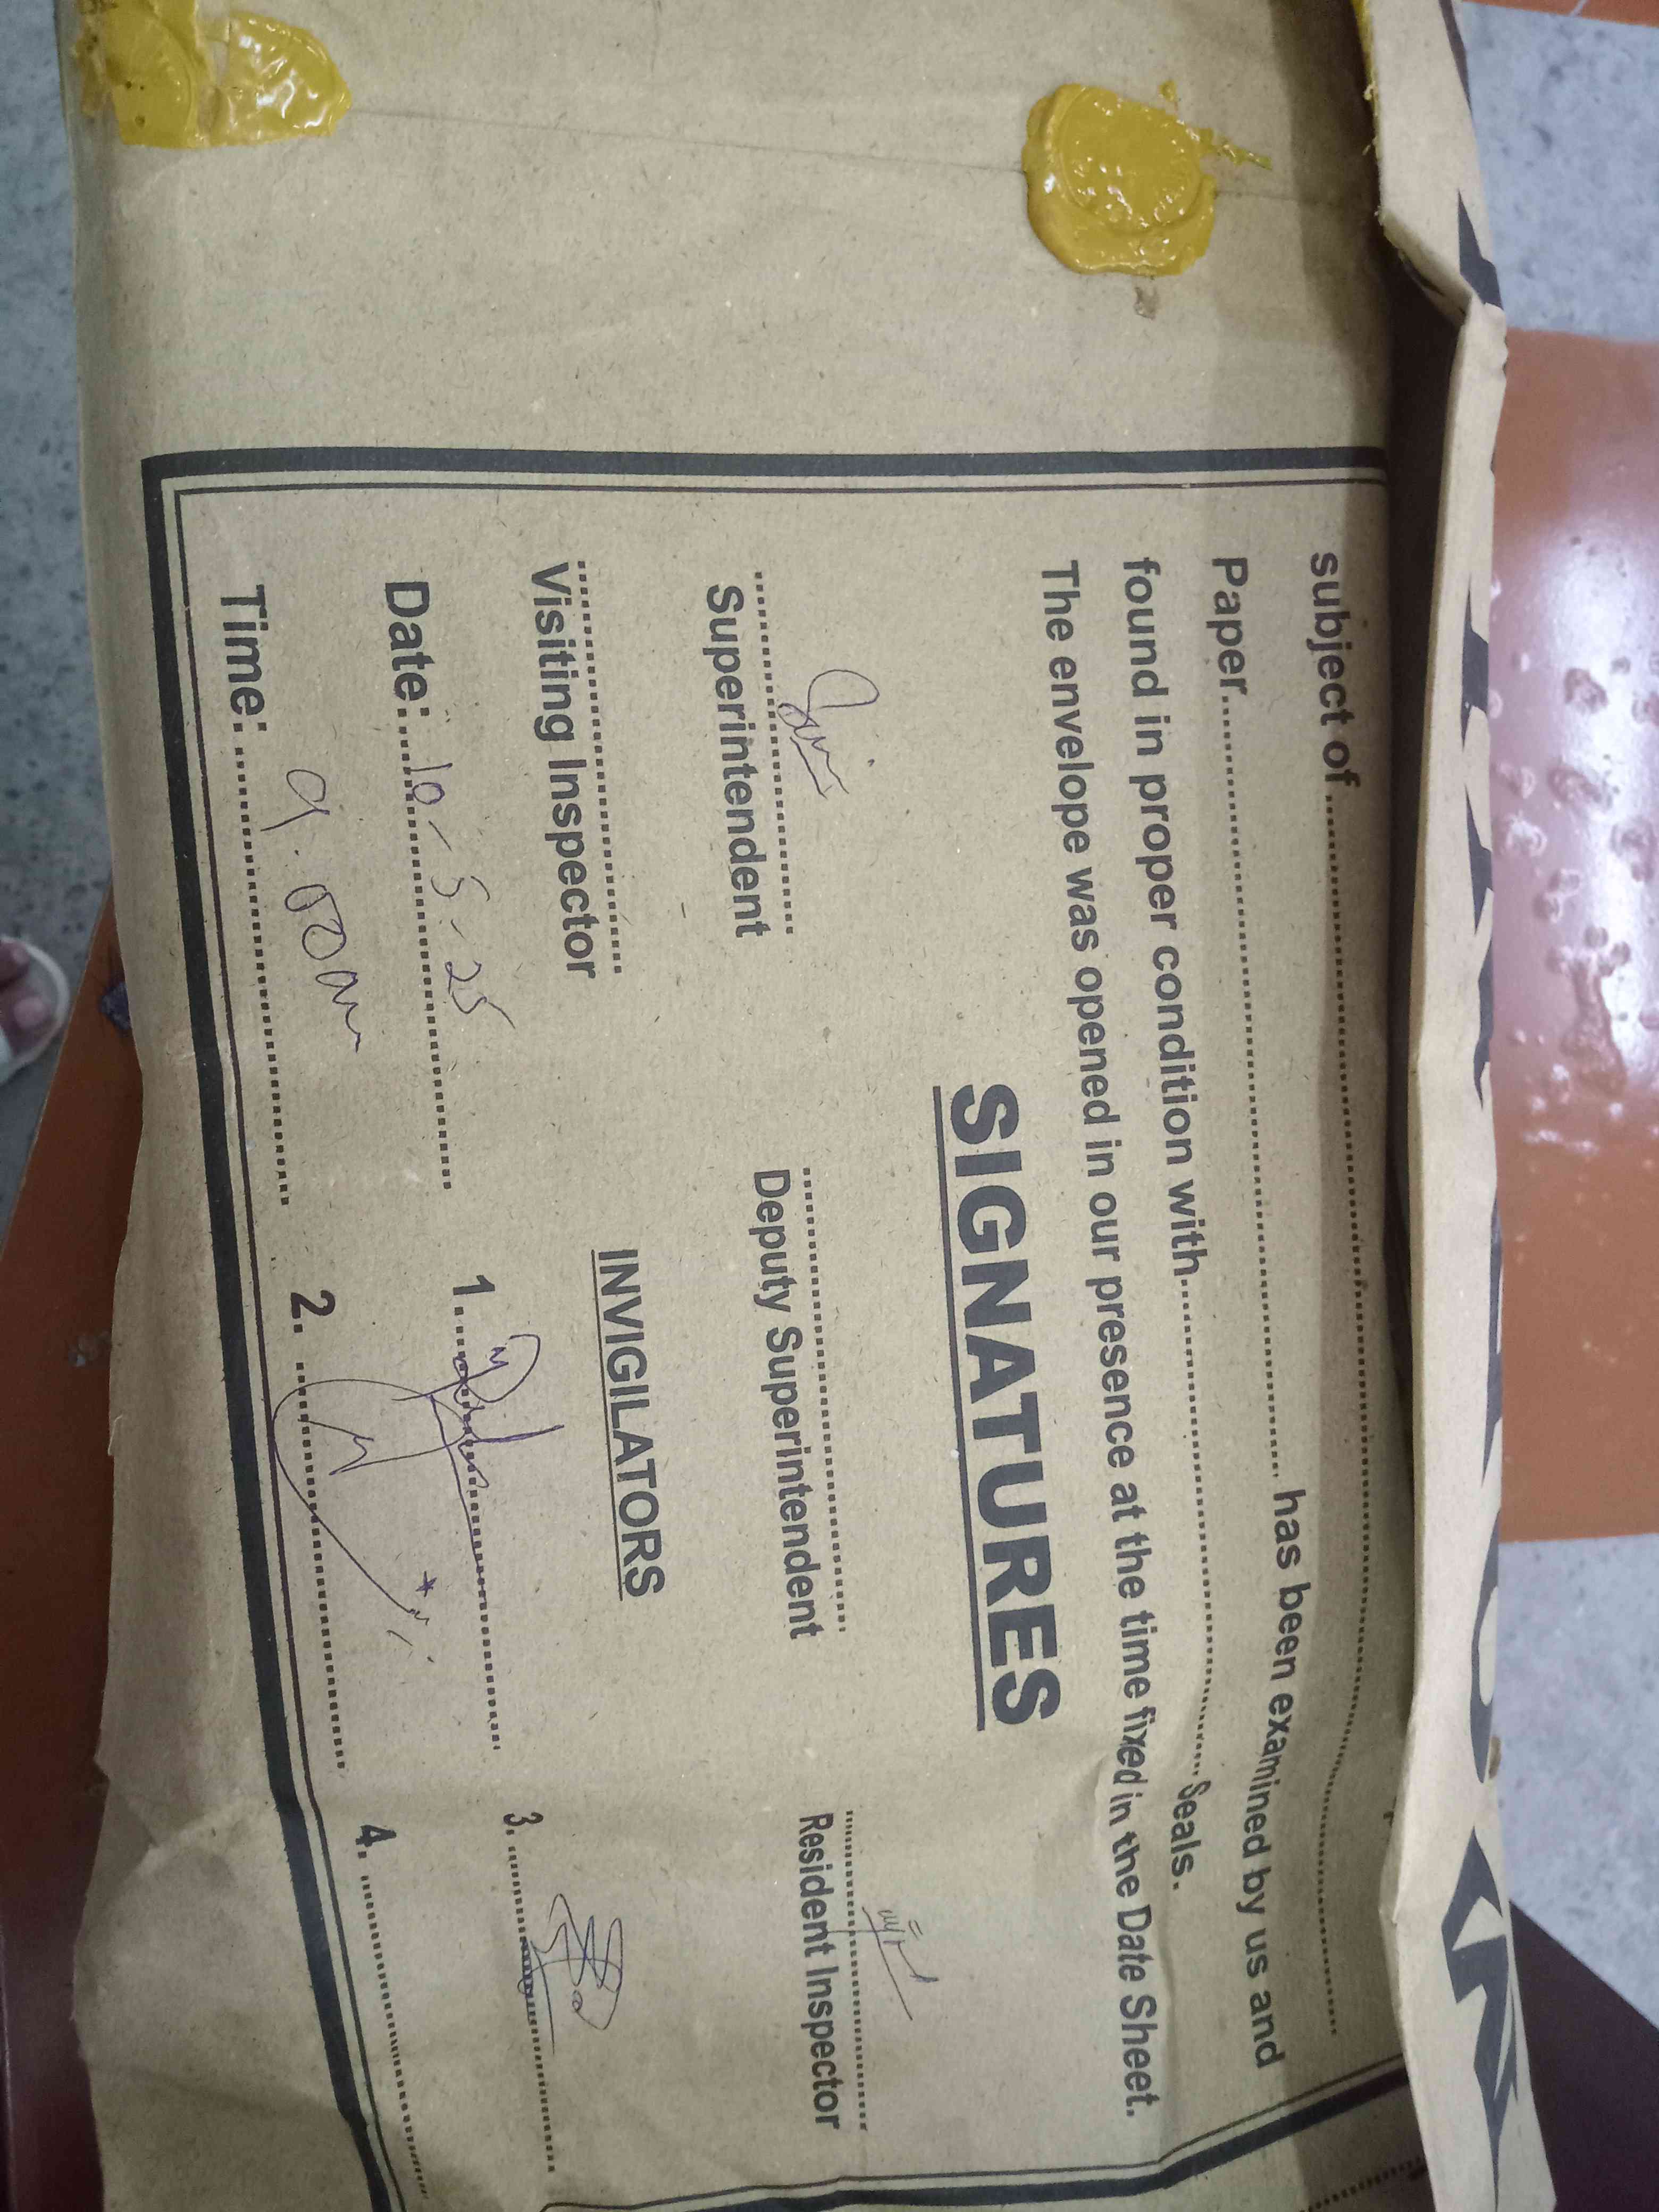 subject of ................................................
Paper................................ has been examined by us and
found in proper condition with................................ Seals.
The envelope was opened in our presence at the time fixed in the Date Sheet.
SIGNATURES
Superintendent
Deputy Superintendent
Resident Inspector
Visiting Inspector
INVIGILATORS
Date: 10-5-25
1.
3.
Time: 9.00am
2.
4.